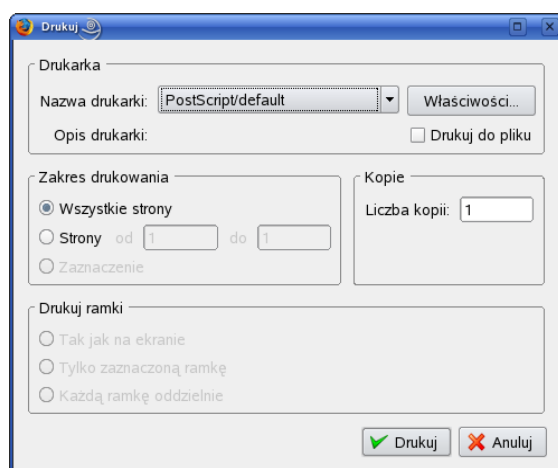 Drukuj
Drukarka
Nazwa drukarki: PostScript/default Właściwości...
Opis drukarki: Drukuj do pliku
Zakres drukowania
Wszystkie strony
Strony od 1 do 1
Zaznaczenie
Kopie
Liczba kopii: 1
Drukuj ramki
Tak jak na ekranie
Tylko zaznaczoną ramkę
Każdą ramkę oddzielnie
Drukuj Anuluj